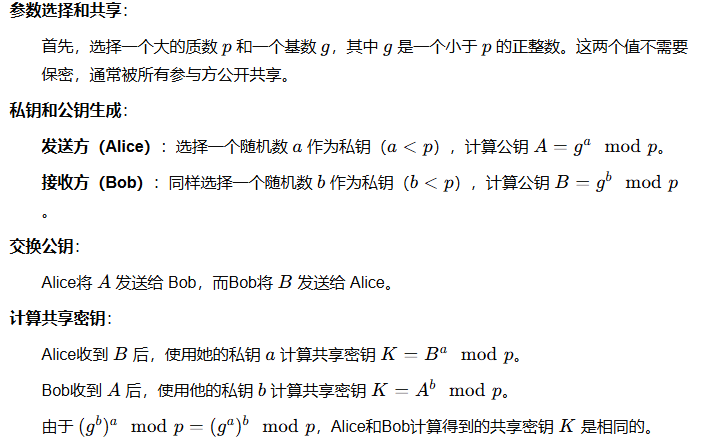 参数选择和共享：
首先，选择一个大的质数 p 和一个基数 g，其中 g 是一个小于 p 的正整数。这两个值不需要
保密，通常被所有参与方公开共享。
私钥和公钥生成：
发送方（Alice）：选择一个随机数 a 作为私钥（a < p），计算公钥 A = g^a mod p。
接收方（Bob）：同样选择一个随机数 b 作为私钥（b < p），计算公钥 B = g^b mod p
。
交换公钥：
Alice将 A 发送给 Bob，而Bob将 B 发送给 Alice。
计算共享密钥：
Alice收到 B 后，使用她的私钥 a 计算共享密钥 K = B^a mod p。
Bob收到 A 后，使用他的私钥 b 计算共享密钥 K = A^b mod p。
由于 (g^b)^a mod p = (g^a)^b mod p，Alice和Bob计算得到的共享密钥 K 是相同的。